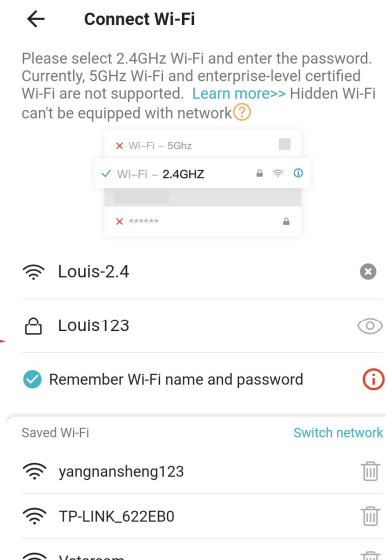 Connect Wi-Fi
Please select 2.4GHz Wi-Fi and enter the password.
Currently, 5GHz Wi-Fi and enterprise-level certified
Wi-Fi are not supported. Learn more>> Hidden Wi-Fi
can't be equipped with network?
Wi-Fi – 5Ghz
Wi-Fi – 2.4GHZ
******
Louis-2.4
Louis123
Remember Wi-Fi name and password
Saved Wi-Fi
Switch network
yangnansheng123
TP-LINK_622EB0